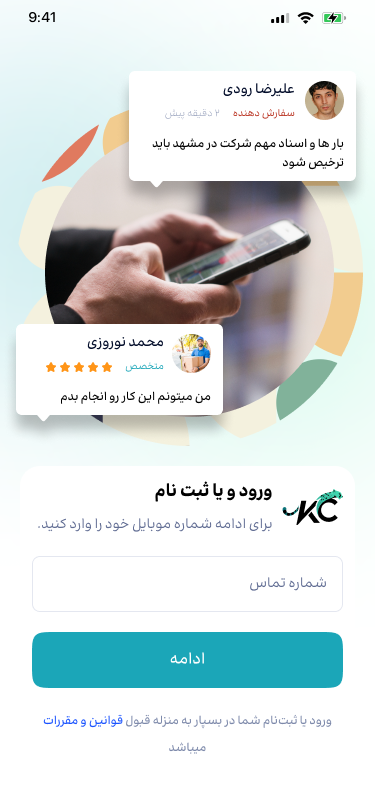 9:41
علیرضا رودی
سفارش دهنده ۲ دقیقه پیش
بار ها و اسناد مهم شرکت در مشهد باید
ترخیص شود
محمد نوروزی
متخصص
من میتونم این کار رو انجام بدم
KC
ورود و یا ثبت نام
برای ادامه شماره موبایل خود را وارد کنید.
شماره تماس
ادامه
ورود یا ثبت‌نام شما در بسپار به منزله قبول قوانین و مقررات
میباشد